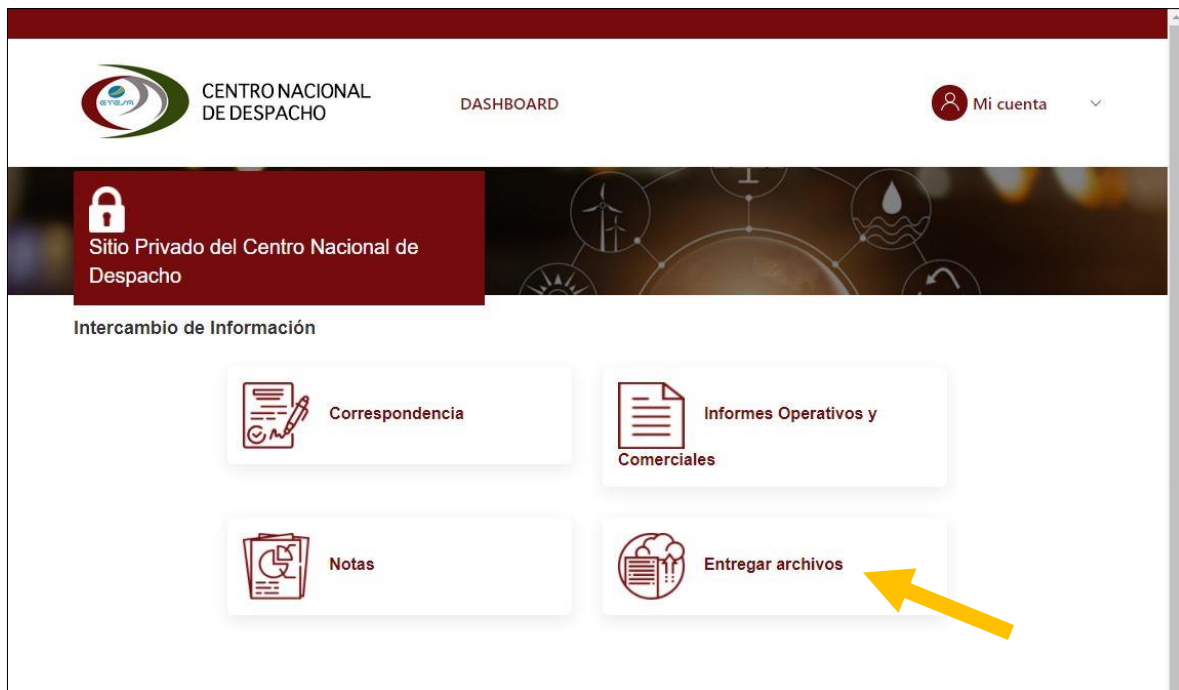 ETESA
CENTRO NACIONAL
DE DESPACHO
DASHBOARD
Mi cuenta
Sitio Privado del Centro Nacional de
Despacho
Intercambio de Información
Correspondencia
Informes Operativos y
Comerciales
Notas
Entregar archivos